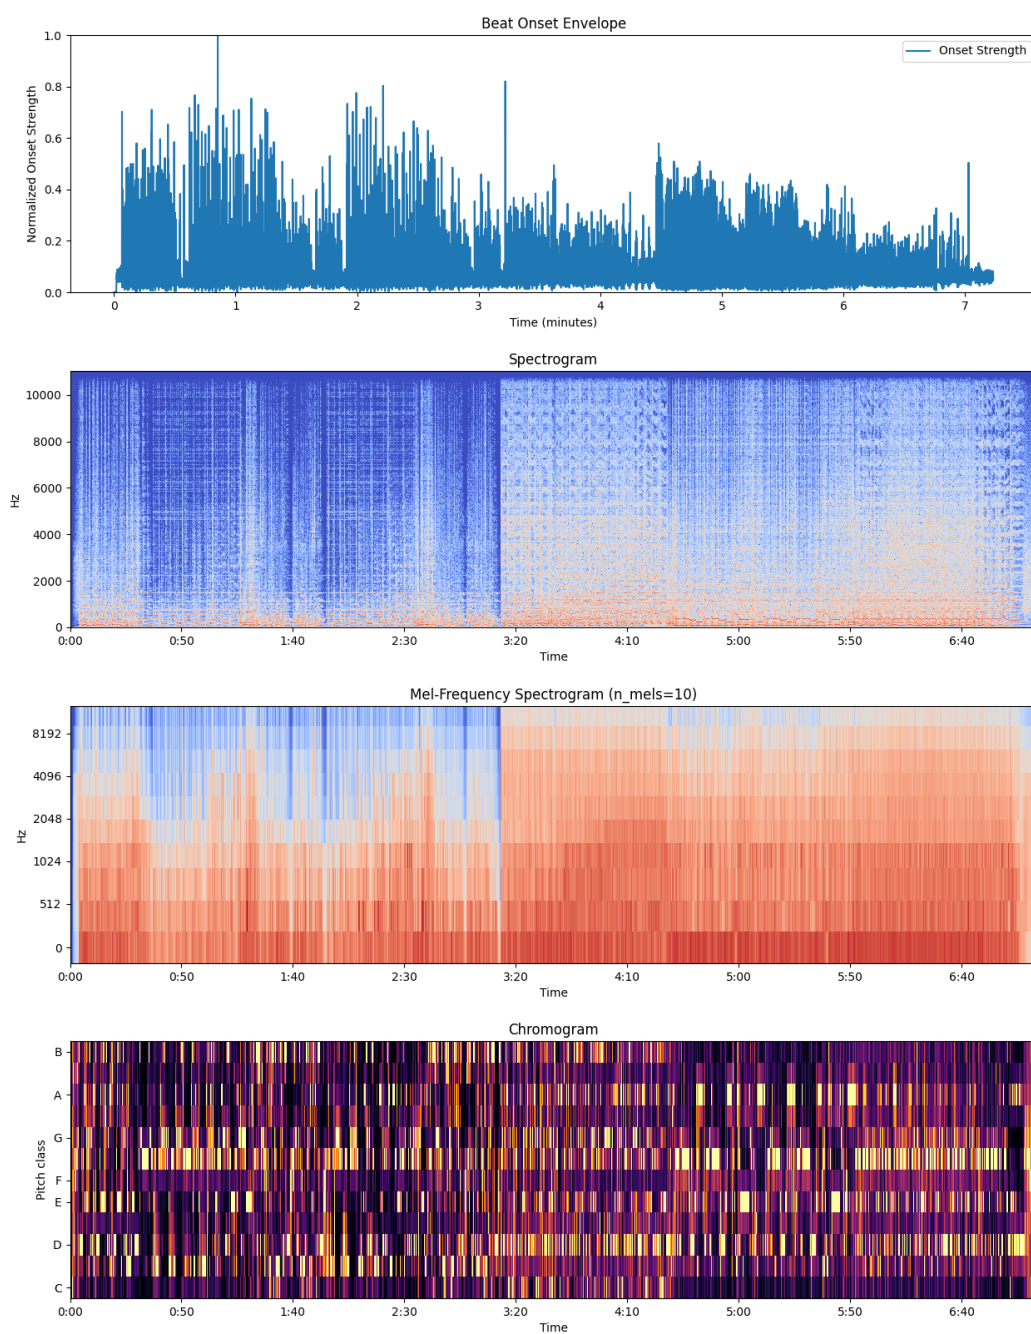 Beat Onset Envelope
1.0
0.8
0.6
0.4
0.2
0.0
Normalized Onset Strength
Onset Strength
0 1 2 3 4 5 6 7
Time (minutes)
Spectrogram
10000
8000
6000
4000
2000
0
Hz
0:00 0:50 1:40 2:30 3:20 4:10 5:00 5:50 6:40
Time
Mel-Frequency Spectrogram (n_mels=10)
8192
4096
2048
1024
512
0
Hz
0:00 0:50 1:40 2:30 3:20 4:10 5:00 5:50 6:40
Time
Chromogram
B
A
G
F
E
D
C
Pitch class
0:00 0:50 1:40 2:30 3:20 4:10 5:00 5:50 6:40
Time